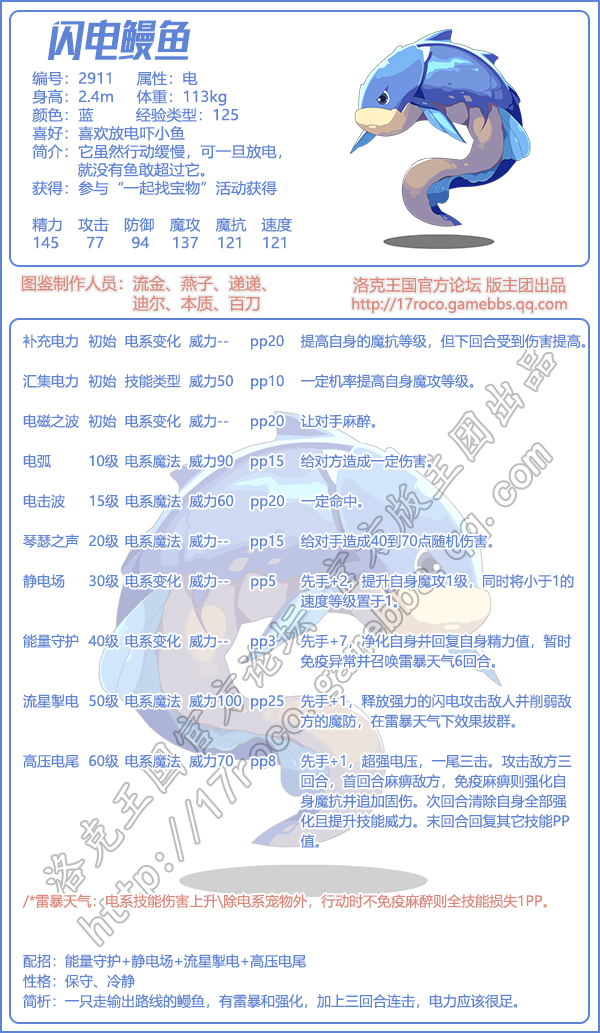 闪电鳗鱼
编号：2911 属性：电
身高：2.4m 体重：113kg
颜色：蓝 经验类型：125
喜好：喜欢放电吓小鱼
简介：它虽然行动缓慢，可一旦放电，
就没有鱼敢超过它。
获得：参与“一起找宝物”活动获得
精力 攻击 防御 魔攻 魔抗 速度
145 77 94 137 121 121
图鉴制作人员：流金、燕子、递递、
迪尔、本质、百刀
洛克王国官方论坛 版主团出品
http://17roco.gamebbs.qq.com
补充电力 初始 电系变化 威力-- pp20 提高自身的魔抗等级，但下回合受到伤害提高。
汇集电力 初始 技能类型 威力50 pp10 一定机率提高自身魔攻等级。
电磁之波 初始 电系变化 威力-- pp20 让对手麻醉。
电弧 10级 电系魔法 威力90 pp15 给对方造成一定伤害。
电击波 15级 电系魔法 威力60 pp20 一定命中。
琴瑟之声 20级 电系魔法 威力-- pp15 给对手造成40到70点随机伤害。
静电场 30级 电系变化 威力-- pp5 先手+2，提升自身魔攻1级，同时将小于1的
速度等级置于1。
能量守护 40级 电系变化 威力-- pp3 先手+7，净化自身并回复自身精力值，暂时
免疫异常并召唤雷暴天气6回合。
流星掣电 50级 电系魔法 威力100 pp25 先手+1，释放强力的闪电攻击敌人并削弱敌
方的魔防，在雷暴天气下效果拔群。
高压电尾 60级 电系魔法 威力70 pp8 先手+1，超强电压，一尾三击。攻击敌方三
回合，首回合麻痹敌方，免疫麻痹则强化自
身魔抗并追加固伤。次回合清除自身全部强
化且提升技能威力。末回合回复其它技能PP
值。
洛克王国官方论坛 官方版主团出品
http://17roco.gamebbs.qq.com
/*雷暴天气：电系技能伤害上升\除电系宠物外，行动时不免疫麻醉则全技能损失1PP。
配招：能量守护+静电场+流星掣电+高压电尾
性格：保守、冷静
简析：一只走输出路线的鳗鱼，有雷暴和强化，加上三回合连击，电力应该很足。